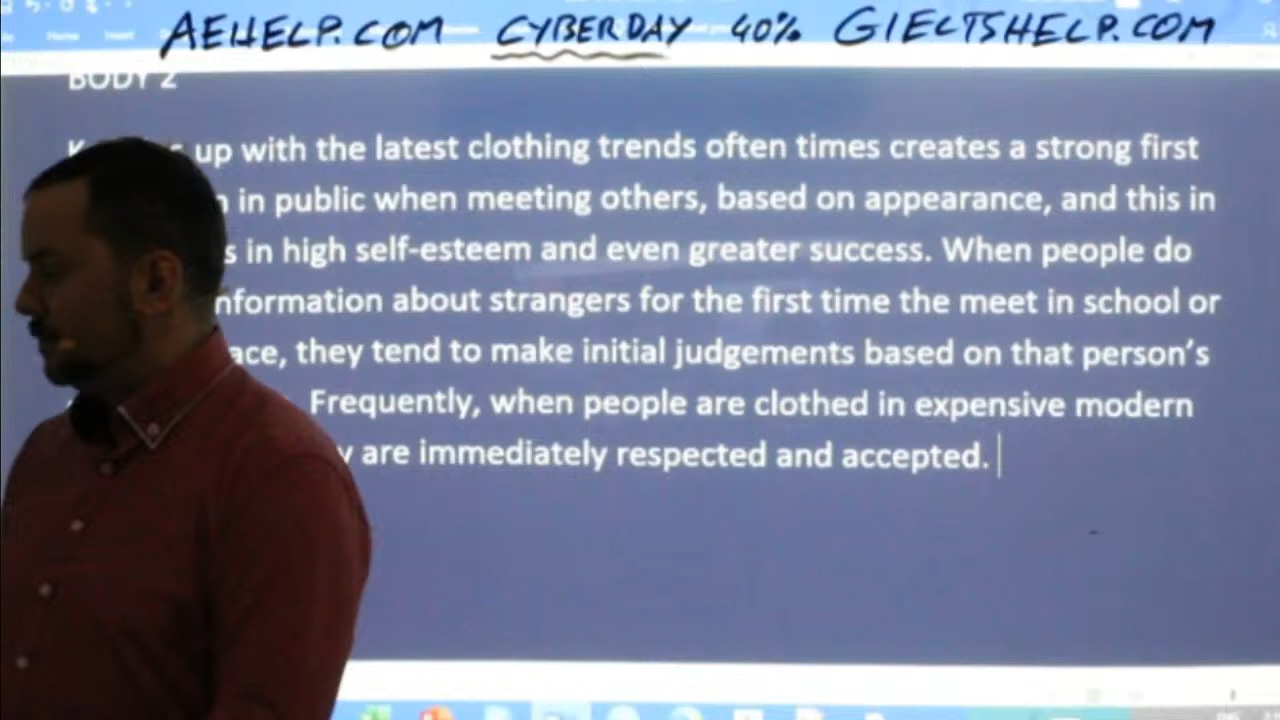 AEHELP.COM CYBERDAY 40% GIELTSHELP.COM
Home Insert
BODY 2
up with the latest clothing trends often times creates a strong first
in public when meeting others, based on appearance, and this in
s in high self-esteem and even greater success. When people do
nformation about strangers for the first time the meet in school or
ace, they tend to make initial judgements based on that person's
Frequently, when people are clothed in expensive modern
y are immediately respected and accepted.